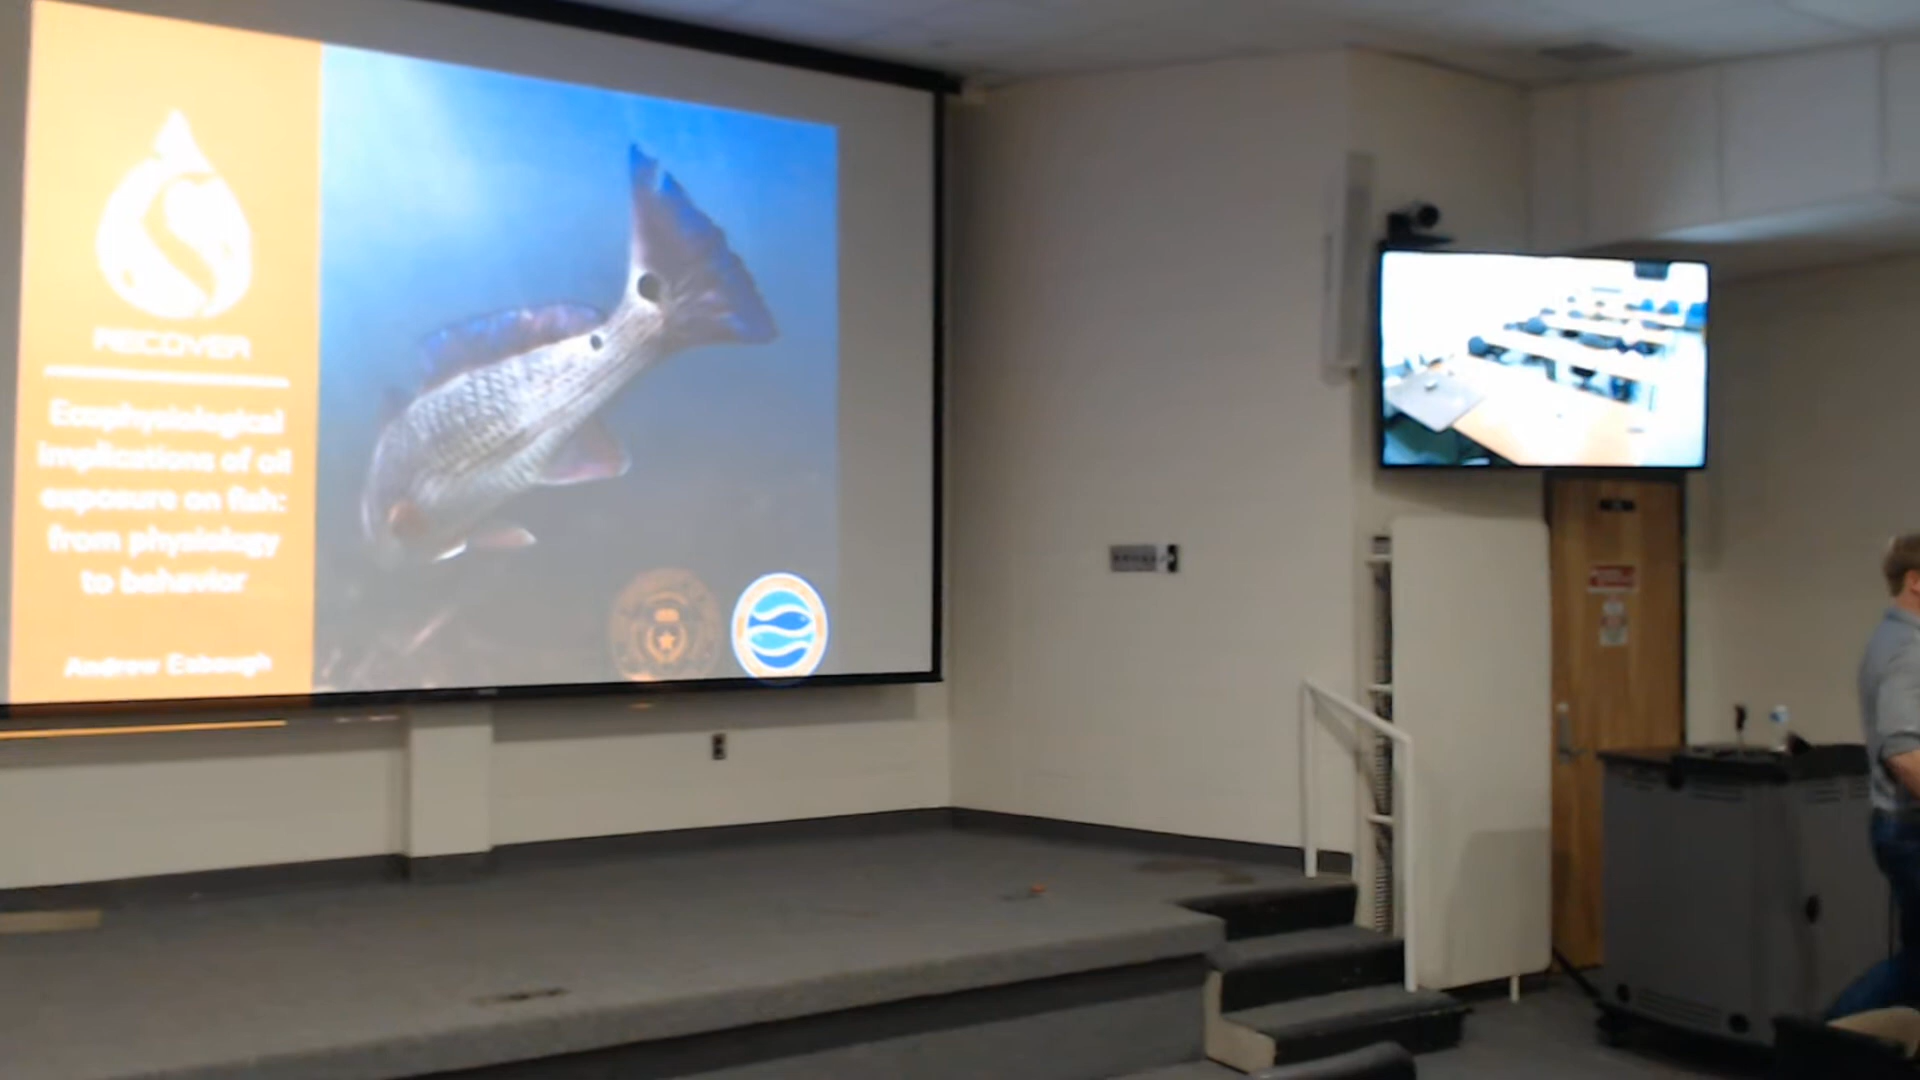 RECOVER
Ecophysiological
implications of oil
exposure on fish:
from physiology
to behavior
Andrew Esbaugh